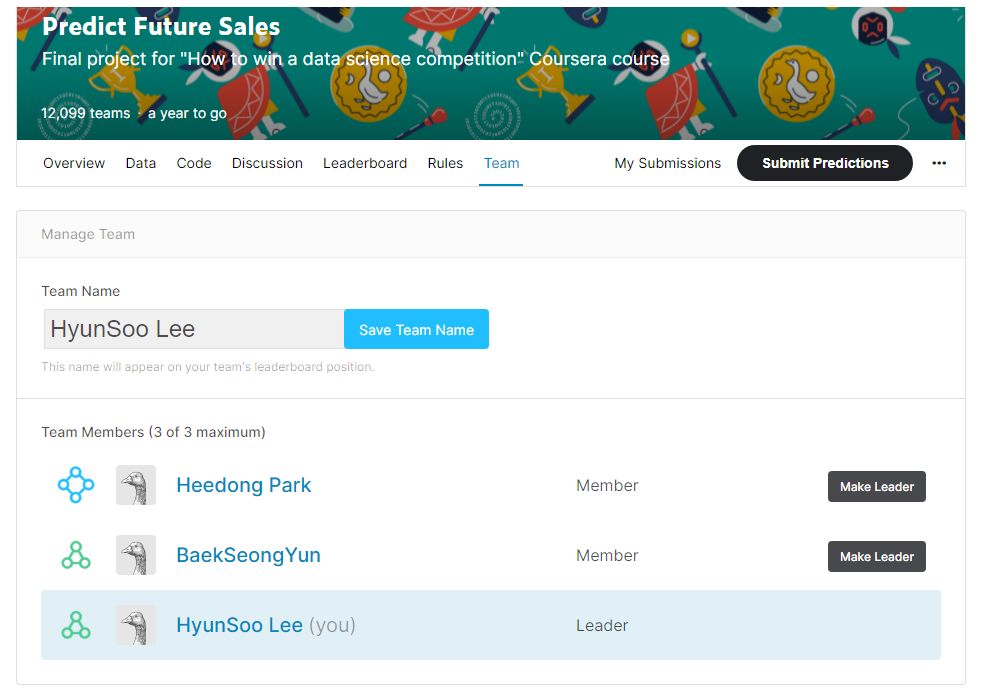 Predict Future Sales
Final project for "How to win a data science competition" Coursera course
12,099 teams · a year to go
Overview Data Code Discussion Leaderboard Rules Team My Submissions Submit Predictions •••
Manage Team
Team Name
HyunSoo Lee Save Team Name
This name will appear on your team's leaderboard position.
Team Members (3 of 3 maximum)
Heedong Park Member Make Leader
BaekSeongYun Member Make Leader
HyunSoo Lee (you) Leader